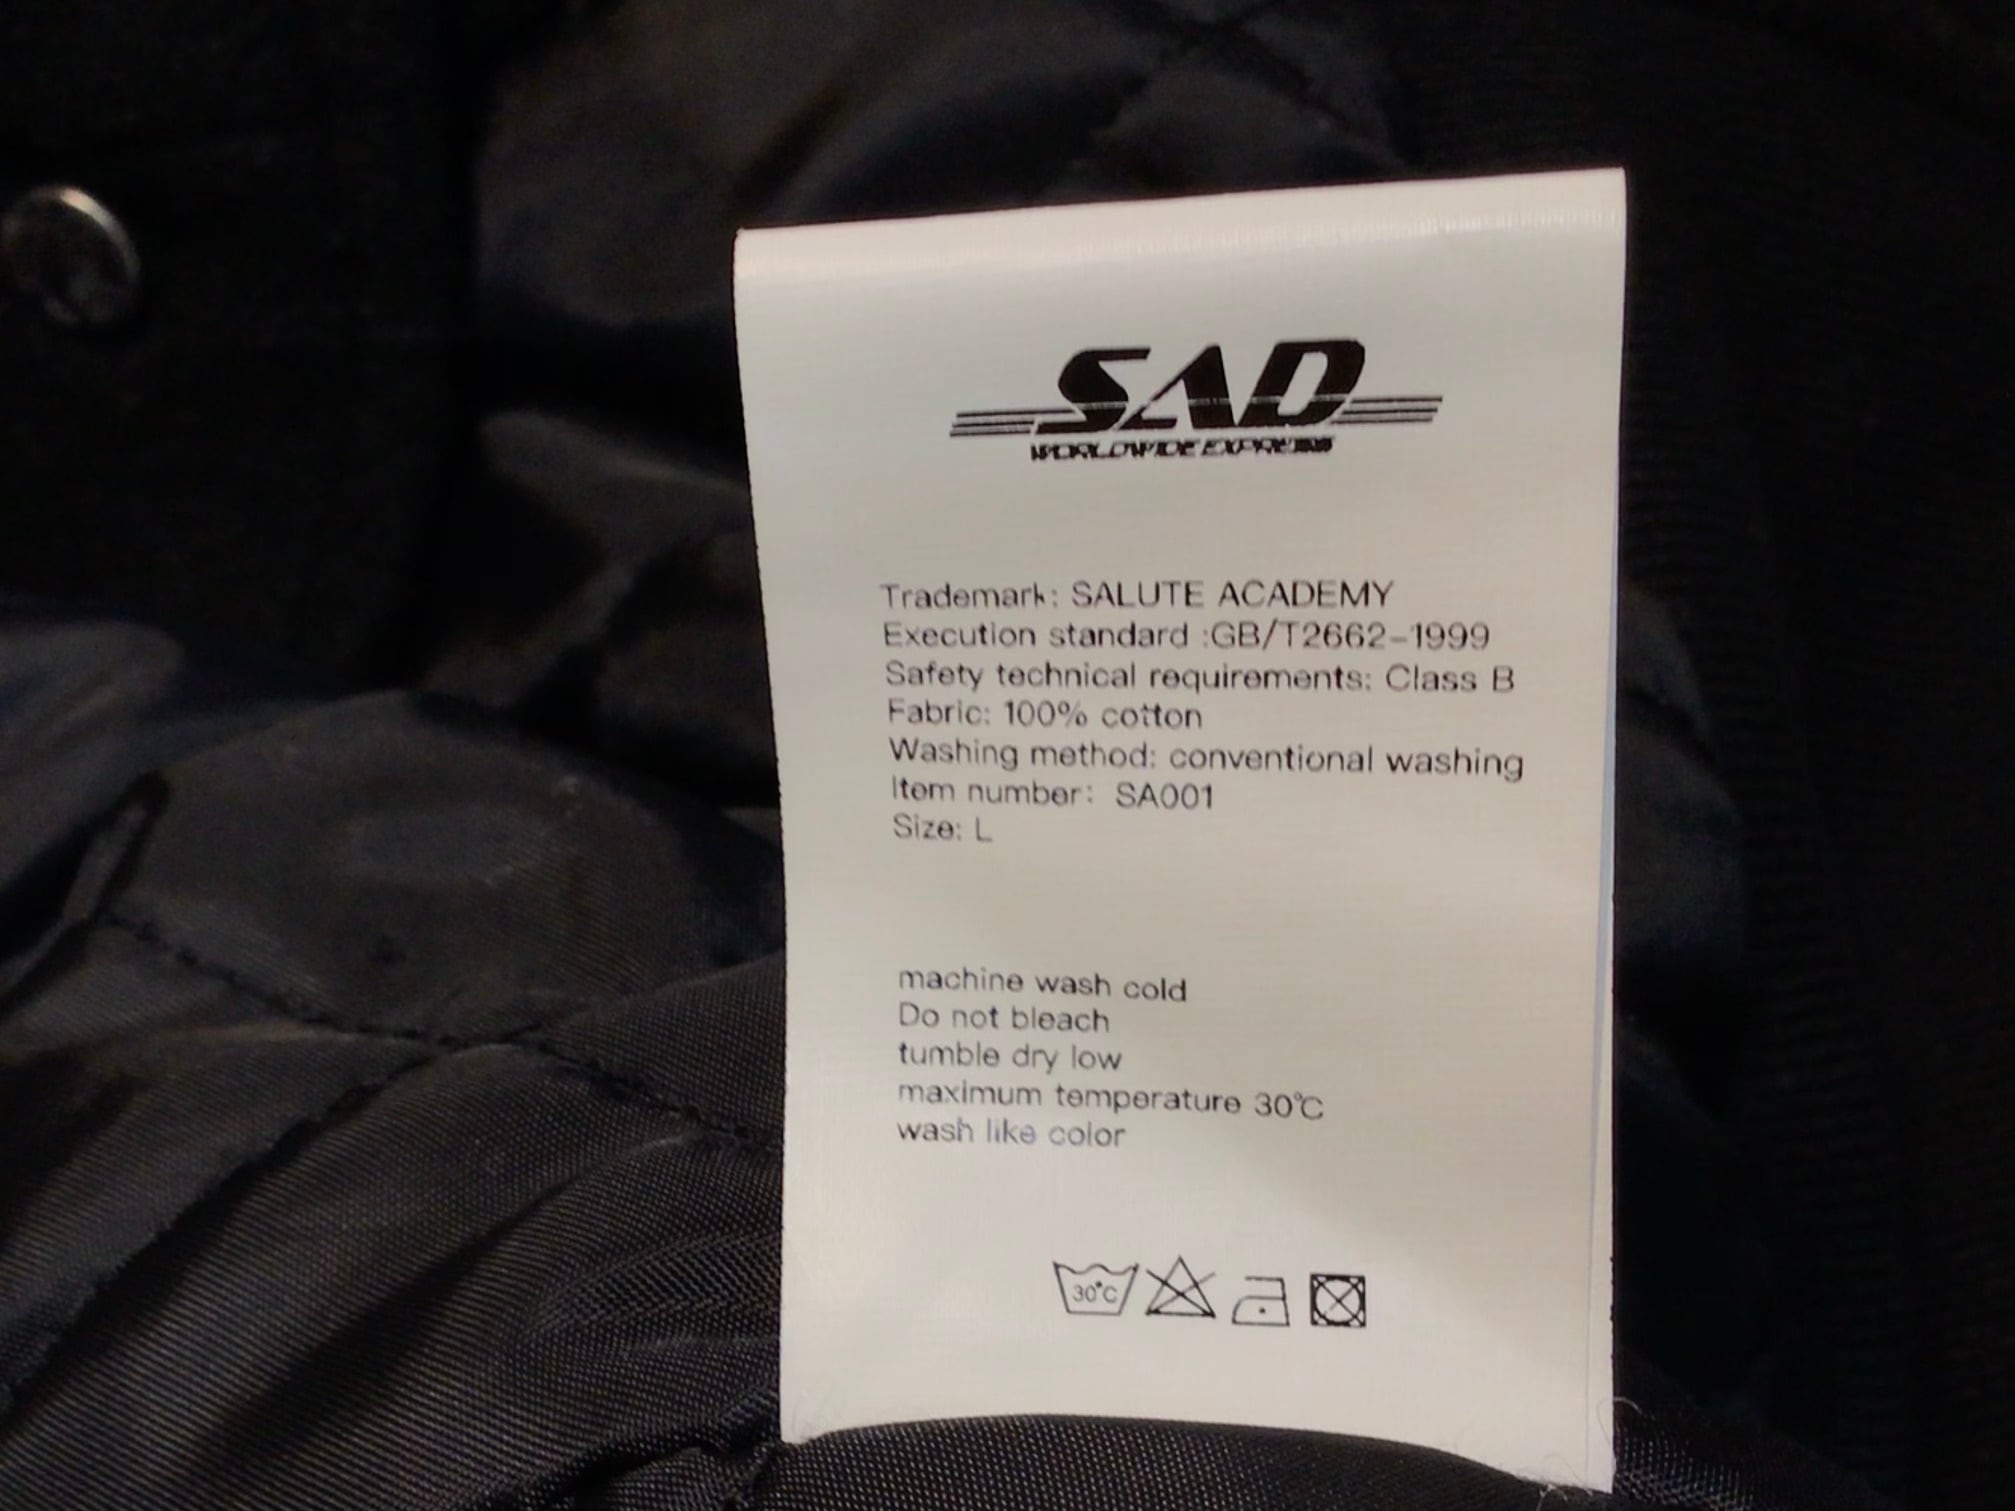 SAD
WORLDWIDE EXPRESS
Trademark: SALUTE ACADEMY
Execution standard :GB/T2662-1999
Safety technical requirements: Class B
Fabric: 100% cotton
Washing method: conventional washing
Item number: SA001
Size: L
machine wash cold
Do not bleach
tumble dry low
maximum temperature 30℃
wash like color
30°C